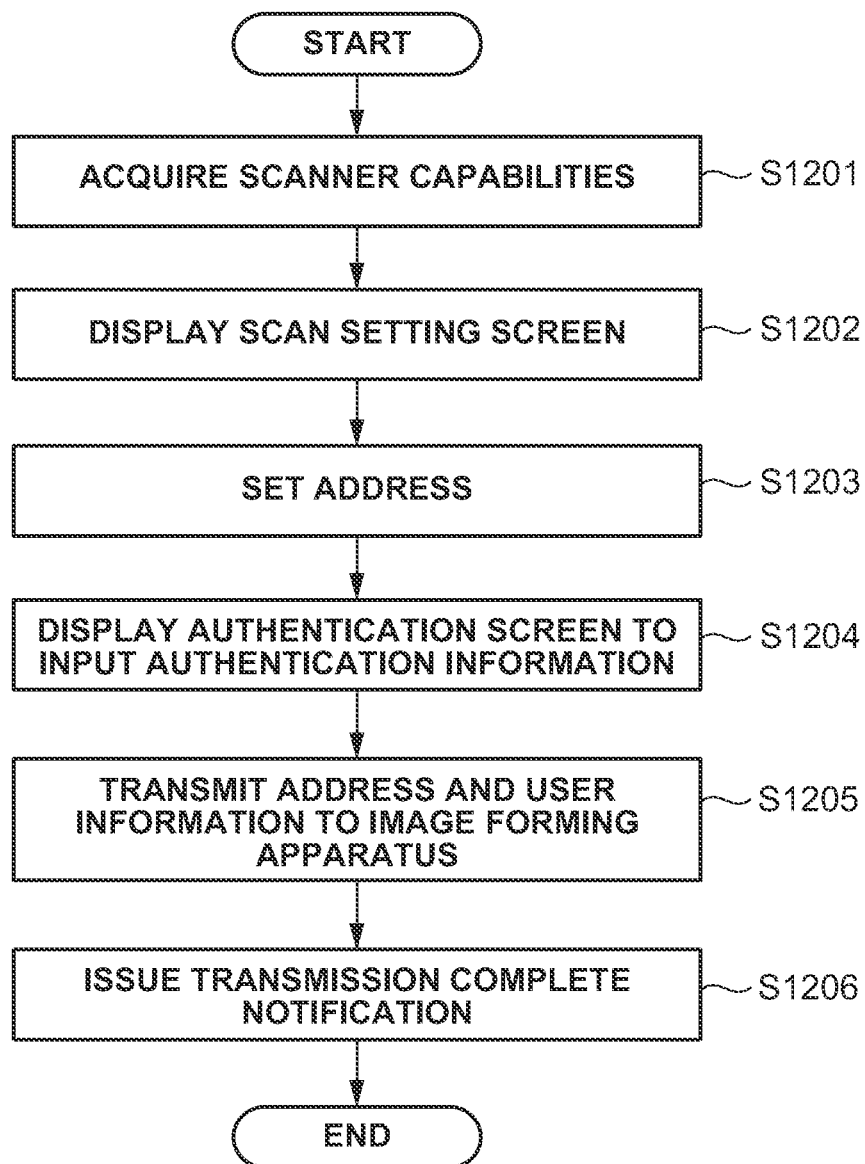 START
ACQUIRE SCANNER CAPABILITIES
S1201
DISPLAY SCAN SETTING SCREEN
S1202
SET ADDRESS
S1203
DISPLAY AUTHENTICATION SCREEN TO
INPUT AUTHENTICATION INFORMATION
S1204
TRANSMIT ADDRESS AND USER
INFORMATION TO IMAGE FORMING
APPARATUS
S1205
ISSUE TRANSMISSION COMPLETE
NOTIFICATION
S1206
END